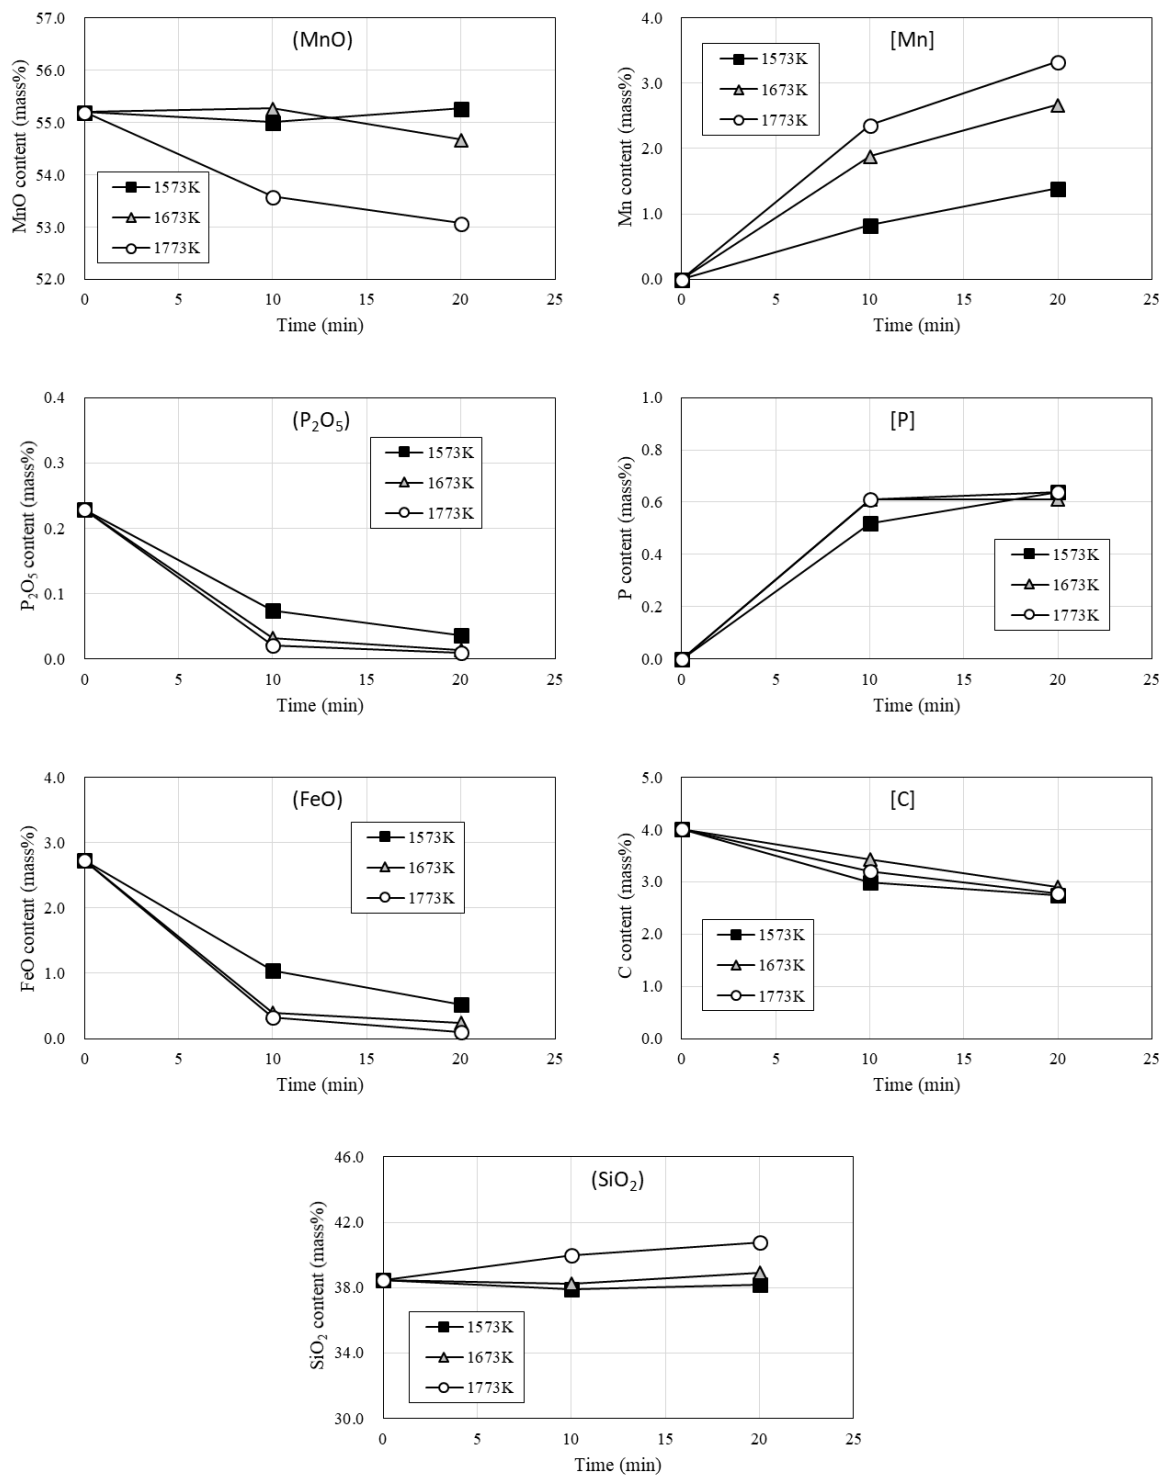 (MnO)
MnO content (mass%)
57.0
56.0
55.0
54.0
53.0
52.0
1573K
1673K
1773K
0 5 10 15 20 25
Time (min)
[Mn]
Mn content (mass%)
4.0
3.0
2.0
1.0
0.0
1573K
1673K
1773K
0 5 10 15 20 25
Time (min)
(P₂O₅)
P₂O₅ content (mass%)
0.4
0.3
0.2
0.1
0.0
1573K
1673K
1773K
0 5 10 15 20 25
Time (min)
[P]
P content (mass%)
1.0
0.8
0.6
0.4
0.2
0.0
1573K
1673K
1773K
0 5 10 15 20 25
Time (min)
(FeO)
FeO content (mass%)
4.0
3.0
2.0
1.0
0.0
1573K
1673K
1773K
0 5 10 15 20 25
Time (min)
[C]
C content (mass%)
5.0
4.0
3.0
2.0
1.0
0.0
1573K
1673K
1773K
0 5 10 15 20 25
Time (min)
(SiO₂)
SiO₂ content (mass%)
46.0
42.0
38.0
34.0
30.0
1573K
1673K
1773K
0 5 10 15 20 25
Time (min)